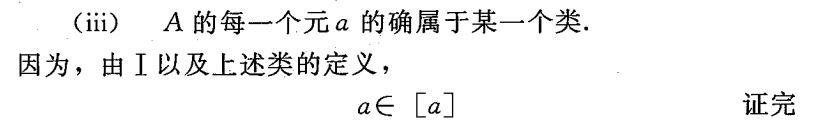 （iii） A 的每一个元 a 的确属于某一个类.
因为，由 I 以及上述类的定义，
a∈ [a] 证完